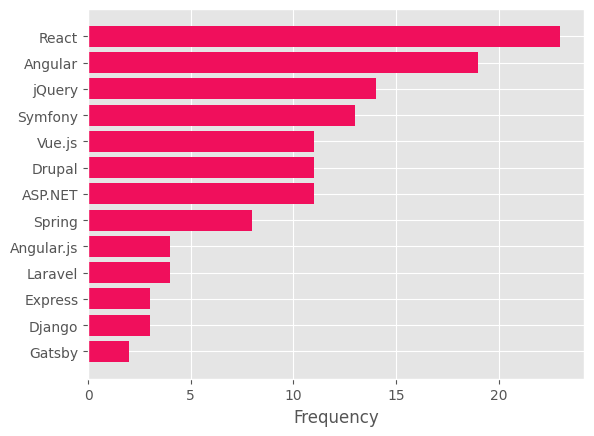 React
Angular
jQuery
Symfony
Vue.js
Drupal
ASP.NET
Spring
Angular.js
Laravel
Express
Django
Gatsby
0 5 10 15 20
Frequency